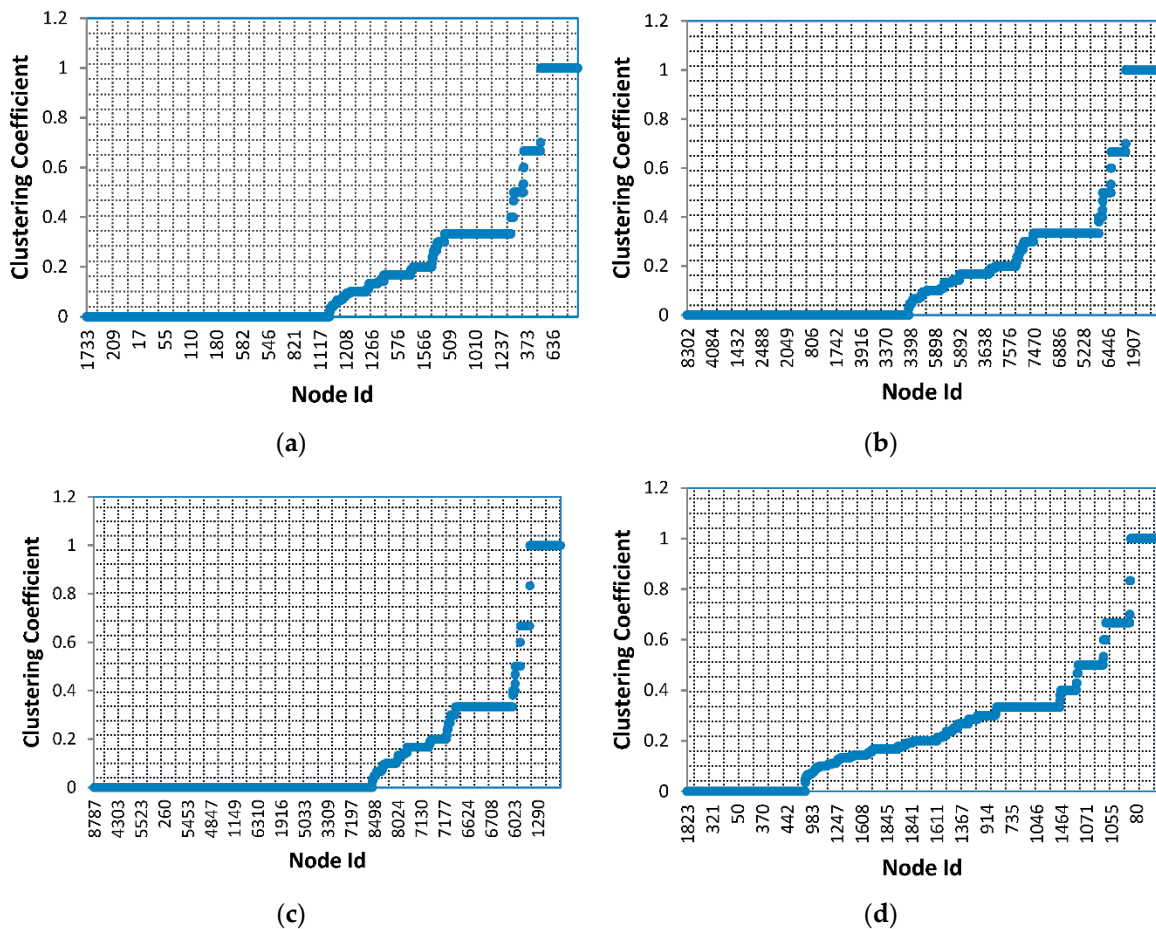 1.2
1
0.8
0.6
0.4
0.2
0
Clustering Coefficient
1733 209 17 55 110 180 582 546 821 1117 1208 1266 576 1566 509 1010 1237 373 636
Node Id
(a)
1.2
1
0.8
0.6
0.4
0.2
0
Clustering Coefficient
8302 4084 1432 2488 2049 806 1742 3916 3370 3398 5898 5892 3638 7576 7470 6886 5228 6446 1907
Node Id
(b)
1.2
1
0.8
0.6
0.4
0.2
0
Clustering Coefficient
8787 4303 5523 260 5453 4847 1149 6310 1916 5033 3309 7197 8498 8024 7130 7177 6624 6708 6023 1290
Node Id
(c)
1.2
1
0.8
0.6
0.4
0.2
0
Clustering Coefficient
1823 321 50 370 442 983 1247 1608 1845 1841 1611 1367 914 735 1046 1464 1071 1055 80
Node Id
(d)